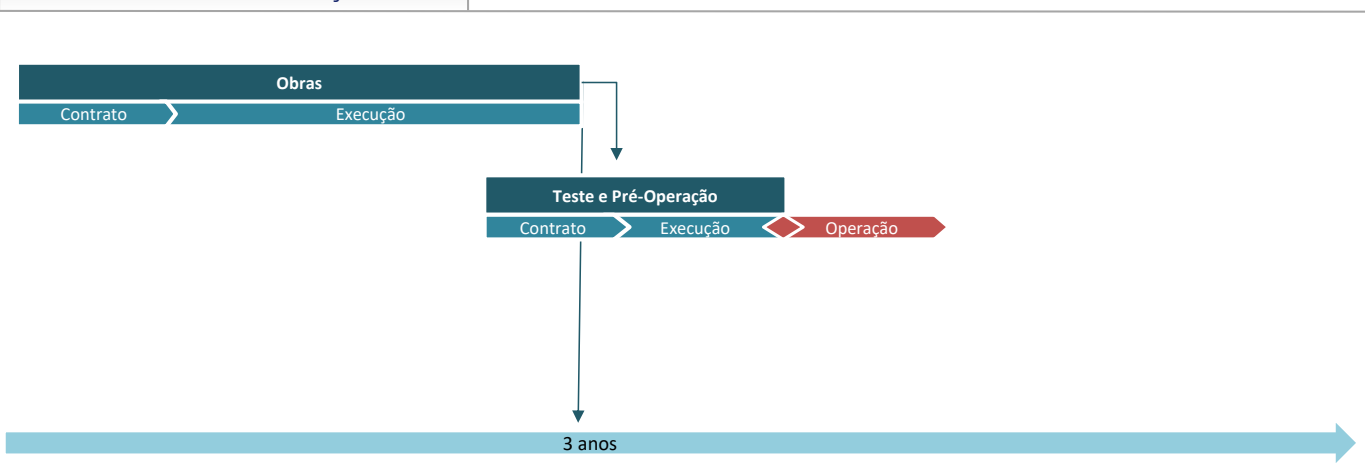 Obras
Contrato
Execução
Teste e Pré-Operação
Contrato
Execução
Operação
3 anos